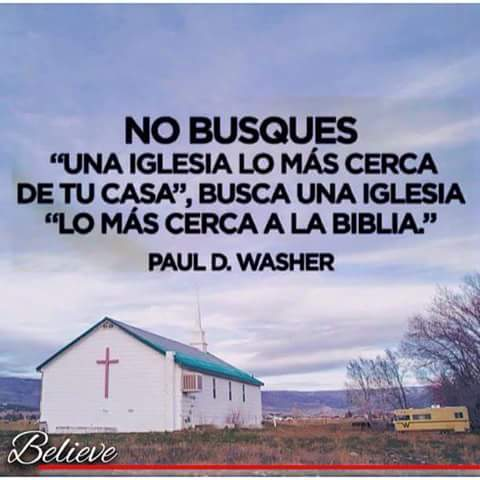 NO BUSQUES
“UNA IGLESIA LO MÁS CERCA
DE TU CASA”, BUSCA UNA IGLESIA
“LO MÁS CERCA A LA BIBLIA.”
PAUL D. WASHER
Believe